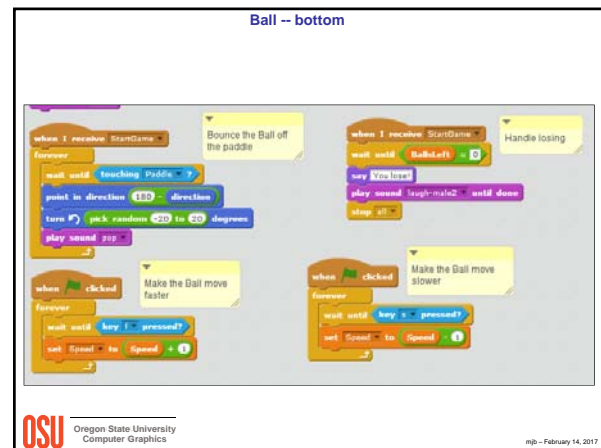 Ball -- bottom
when I receive StartGame
forever
wait until touching Paddle ?
point in direction 180 - direction
turn pick random -20 to 20 degrees
play sound pop
Bounce the Ball off
the paddle
when I receive StartGame
wait until BallsLeft = 0
say You lose!
play sound laugh-male2 until done
stop all
Handle losing
when clicked
forever
wait until key f pressed?
set Speed to Speed + 1
Make the Ball move
faster
when clicked
forever
wait until key s pressed?
set Speed to Speed - 1
Make the Ball move
slower
OSU
Oregon State University
Computer Graphics
mjb – February 14, 2017